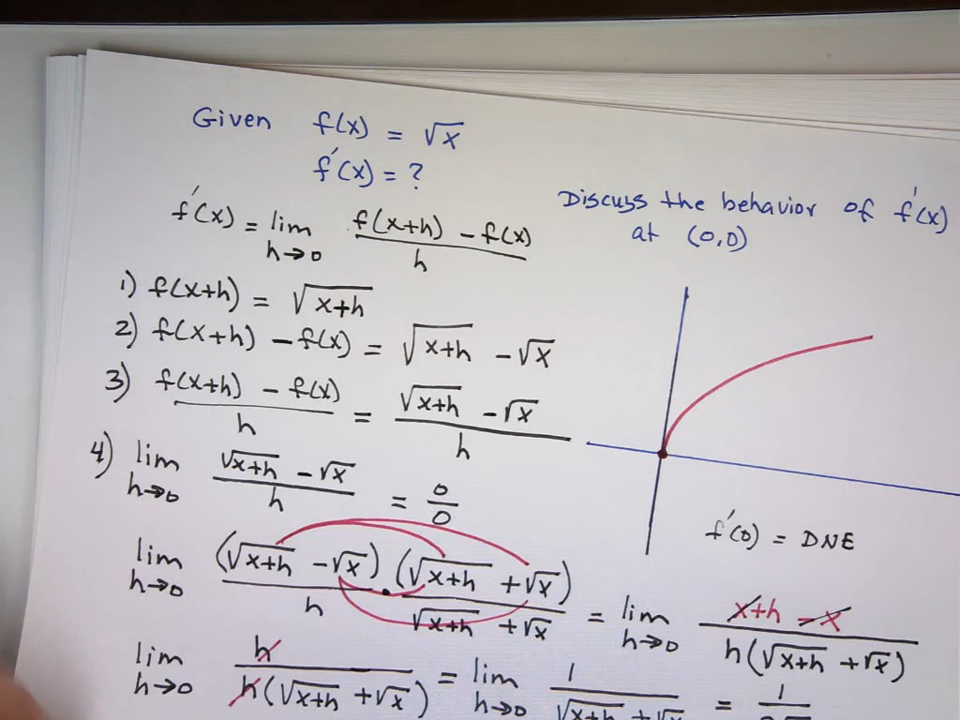 Given f(x) = √x
f'(x) = ?
Discuss the behavior of f'(x)
at (0,0)
f'(x) = lim h→0 (f(x+h) - f(x))/h
1) f(x+h) = √(x+h)
2) f(x+h) - f(x) = √(x+h) - √x
3) (f(x+h) - f(x))/h = (√(x+h) - √x)/h
4) lim h→0 (√(x+h) - √x)/h = 0/0
f'(0) = DNE
lim h→0 (√(x+h) - √x)/h · (√(x+h) + √x)/(√(x+h) + √x) = lim h→0 (x+h - x)/(h(√(x+h) + √x))
lim h→0 h/(h(√(x+h) + √x)) = lim h→0 1/(√(x+h) + √x) = 1/